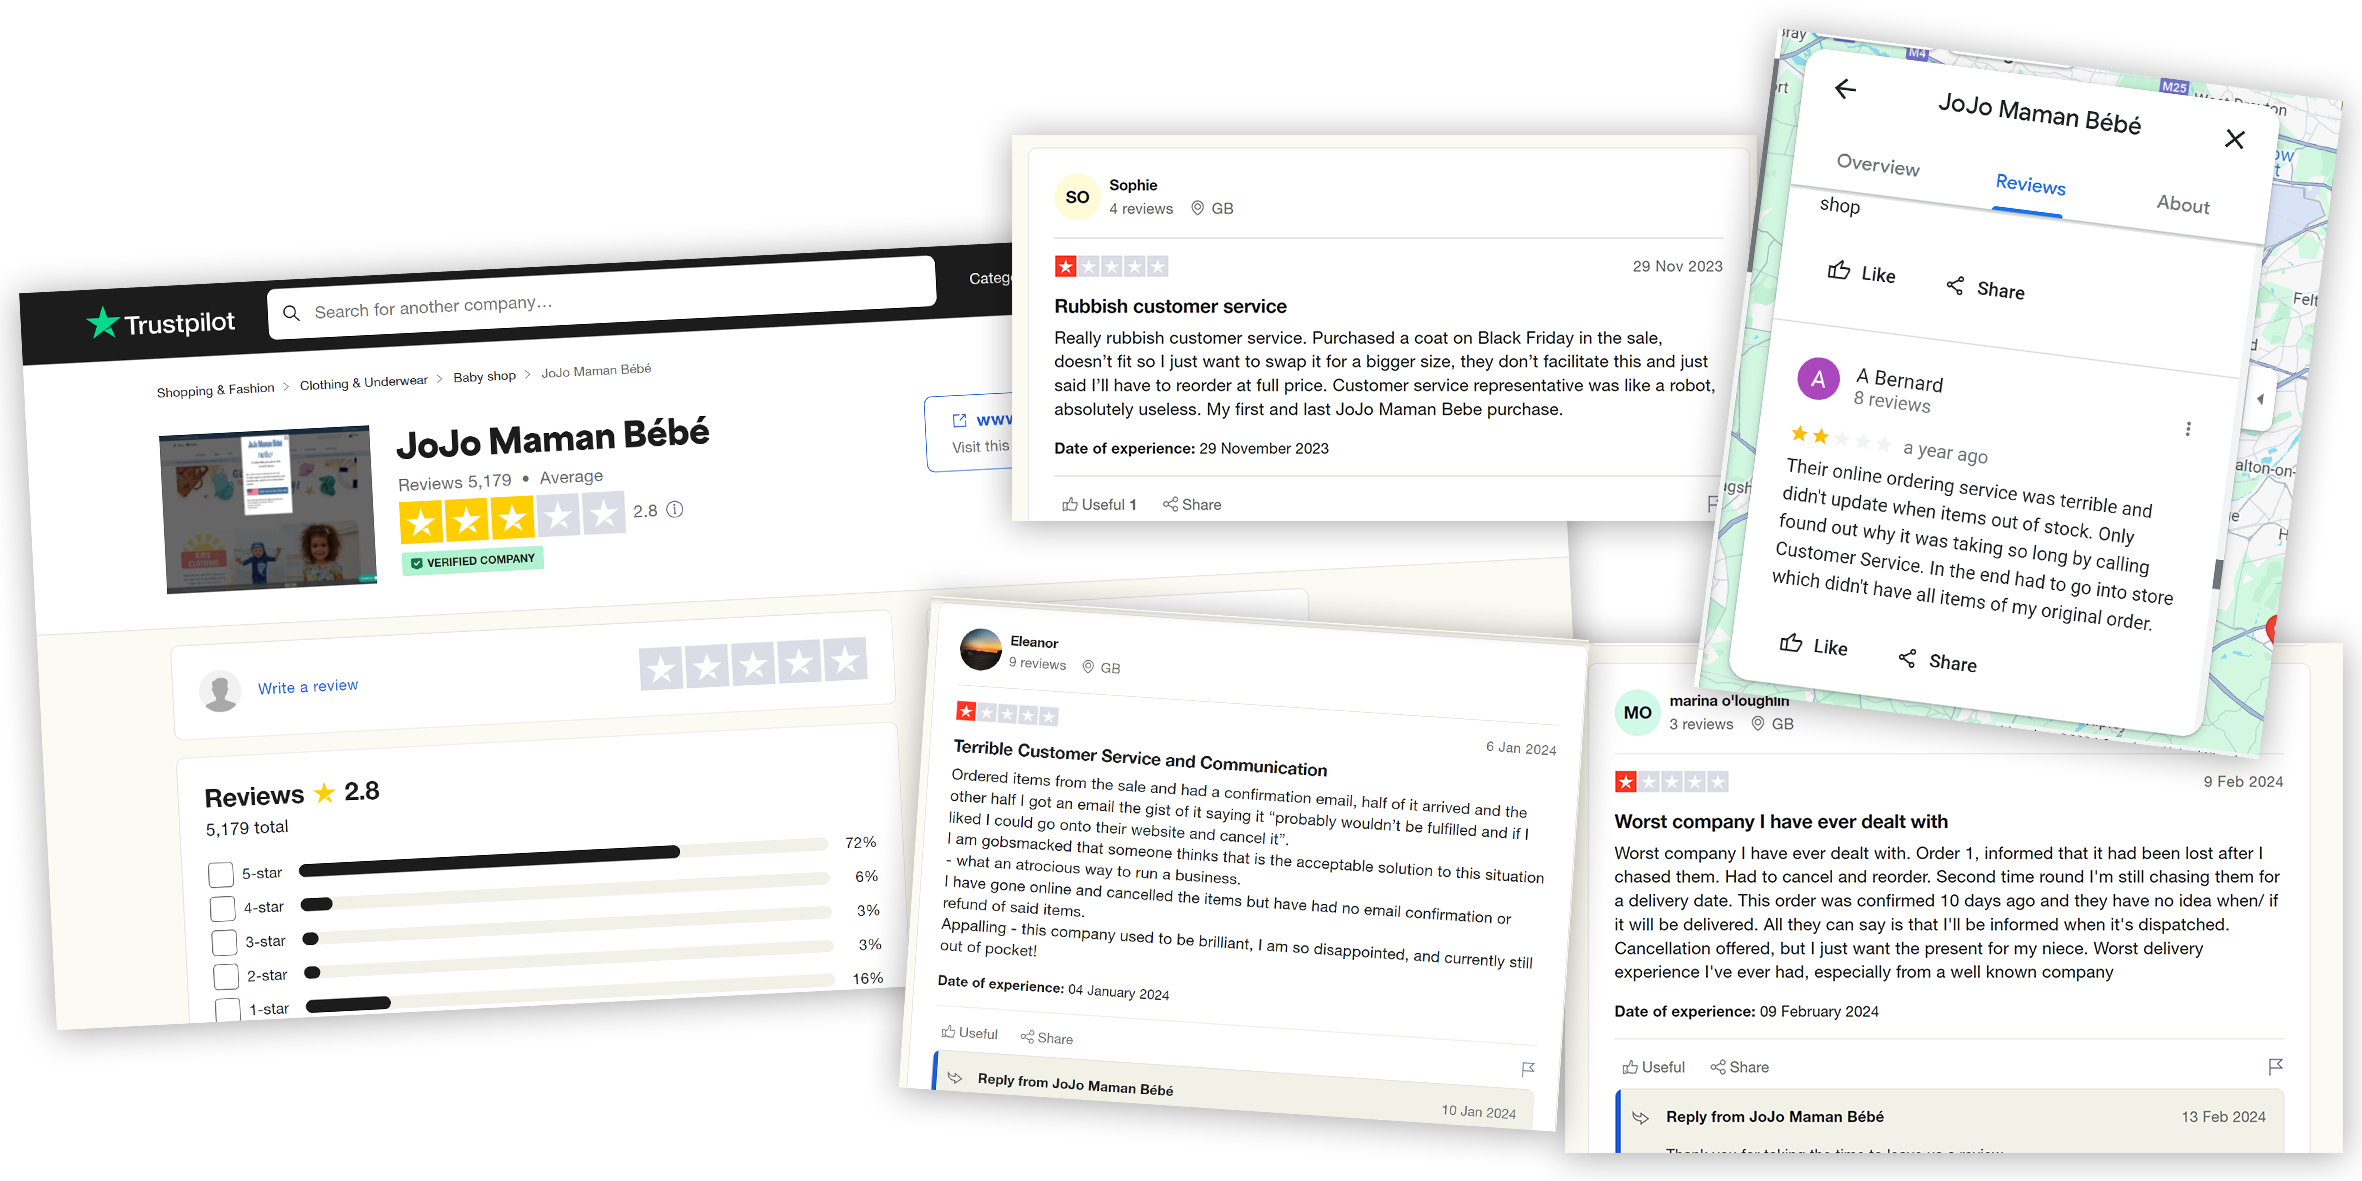 Trustpilot
Search for another company…
Shopping & Fashion > Clothing & Underwear > Baby shop > JoJo Maman Bébé
JoJo Maman Bébé
Reviews 5,179 • Average
2.8
VERIFIED COMPANY
Visit this
Write a review
Reviews 2.8
5,179 total
5-star 72%
4-star 6%
3-star 3%
2-star 3%
1-star 16%
SO
Sophie
4 reviews GB
29 Nov 2023
Rubbish customer service
Really rubbish customer service. Purchased a coat on Black Friday in the sale,
doesn’t fit so I just want to swap it for a bigger size, they don’t facilitate this and just
said I’ll have to reorder at full price. Customer service representative was like a robot,
absolutely useless. My first and last JoJo Maman Bebe purchase.
Date of experience: 29 November 2023
Useful 1 Share
Eleanor
9 reviews GB
6 Jan 2024
Terrible Customer Service and Communication
Ordered items from the sale and had a confirmation email, half of it arrived and the
other half I got an email the gist of it saying it “probably wouldn’t be fulfilled and if I
liked I could go onto their website and cancel it”.
I am gobsmacked that someone thinks that is the acceptable solution to this situation
- what an atrocious way to run a business.
I have gone online and cancelled the items but have had no email confirmation or
refund of said items.
Appalling - this company used to be brilliant, I am so disappointed, and currently still
out of pocket!
Date of experience: 04 January 2024
Useful Share
Reply from JoJo Maman Bébé
10 Jan 2024
M4
M25
JoJo Maman Bébé
Overview
Reviews
About
shop
Like Share
A
A Bernard
8 reviews
a year ago
Their online ordering service was terrible and
didn't update when items out of stock. Only
found out why it was taking so long by calling
Customer Service. In the end had to go into store
which didn't have all items of my original order.
Like Share
MO
marina o'loughlin
3 reviews GB
9 Feb 2024
Worst company I have ever dealt with
Worst company I have ever dealt with. Order 1, informed that it had been lost after I
chased them. Had to cancel and reorder. Second time round I'm still chasing them for
a delivery date. This order was confirmed 10 days ago and they have no idea when/ if
it will be delivered. All they can say is that I'll be informed when it's dispatched.
Cancellation offered, but I just want the present for my niece. Worst delivery
experience I've ever had, especially from a well known company
Date of experience: 09 February 2024
Useful Share
Reply from JoJo Maman Bébé
13 Feb 2024